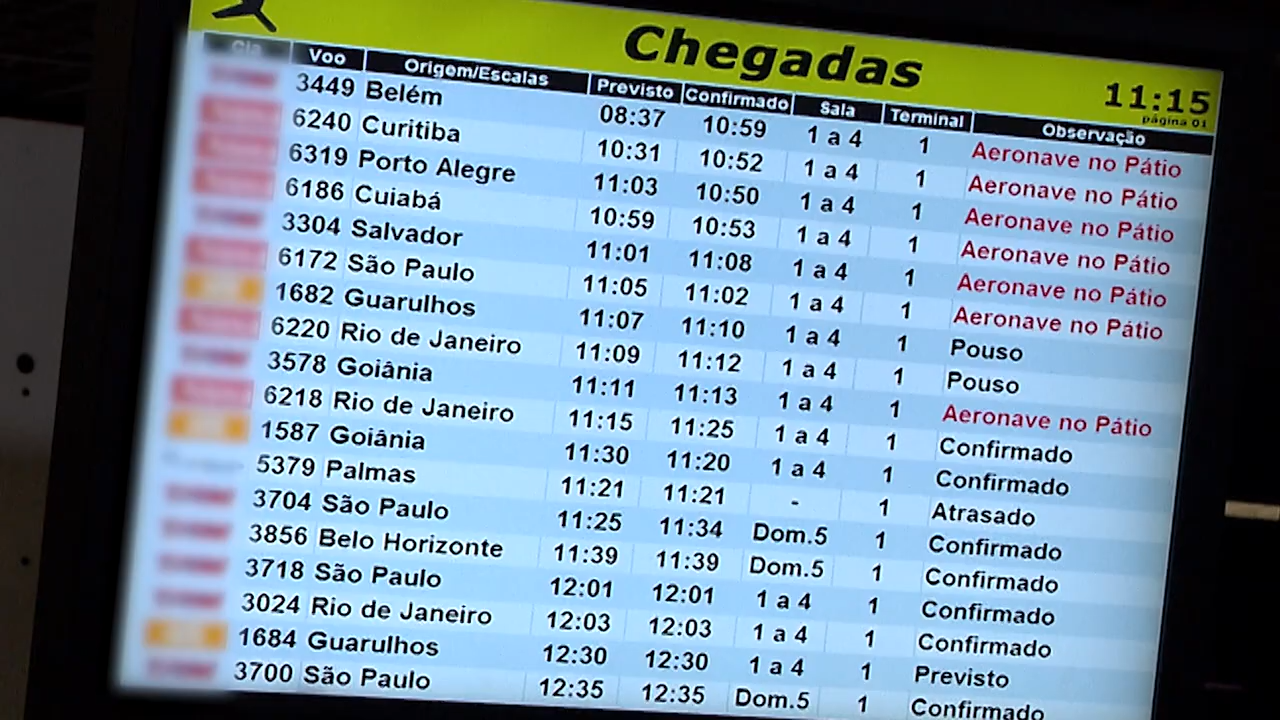 Chegadas
11:15
página 01
Cia Voo Origem/Escalas Previsto Confirmado Sala Terminal Observação
3449 Belém 08:37 10:59 1 a 4 1 Aeronave no Pátio
6240 Curitiba 10:31 10:52 1 a 4 1 Aeronave no Pátio
6319 Porto Alegre 11:03 10:50 1 a 4 1 Aeronave no Pátio
6186 Cuiabá 10:59 10:53 1 a 4 1 Aeronave no Pátio
3304 Salvador 11:01 11:08 1 a 4 1 Aeronave no Pátio
6172 São Paulo 11:05 11:02 1 a 4 1 Aeronave no Pátio
1682 Guarulhos 11:07 11:10 1 a 4 1 Pouso
6220 Rio de Janeiro 11:09 11:12 1 a 4 1 Pouso
3578 Goiânia 11:11 11:13 1 a 4 1 Aeronave no Pátio
6218 Rio de Janeiro 11:15 11:25 1 a 4 1 Confirmado
1587 Goiânia 11:30 11:20 1 a 4 1 Confirmado
5379 Palmas 11:21 11:21 - 1 Atrasado
3704 São Paulo 11:25 11:34 Dom.5 1 Confirmado
3856 Belo Horizonte 11:39 11:39 Dom.5 1 Confirmado
3718 São Paulo 12:01 12:01 1 a 4 1 Confirmado
3024 Rio de Janeiro 12:03 12:03 1 a 4 1 Confirmado
1684 Guarulhos 12:30 12:30 1 a 4 1 Previsto
3700 São Paulo 12:35 12:35 Dom.5 1 Confirmado